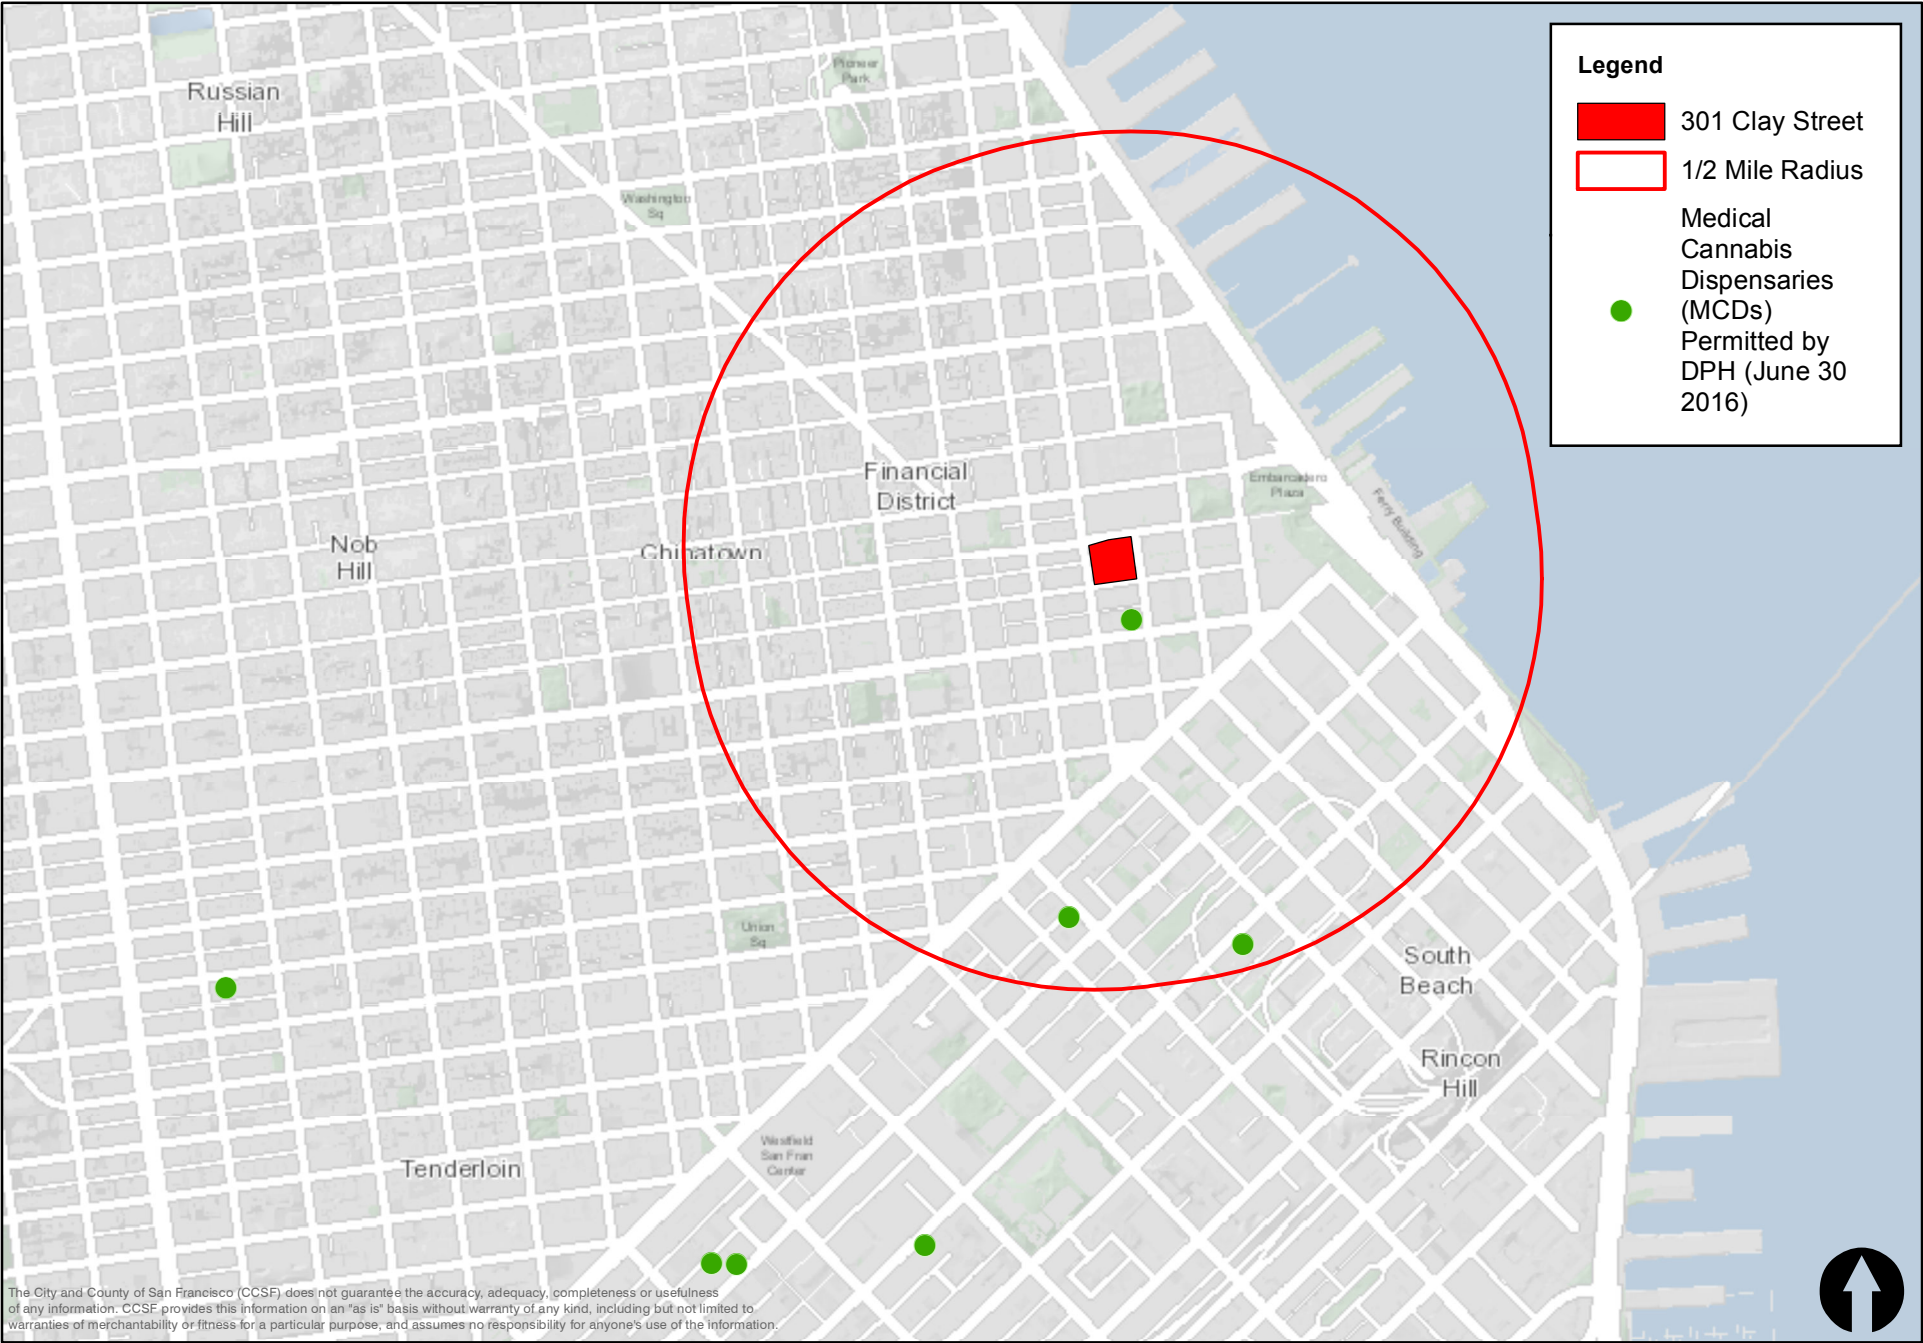 Legend
301 Clay Street
1/2 Mile Radius
Medical
Cannabis
Dispensaries
(MCDs)
Permitted by
DPH (June 30
2016)
Russian
Hill
Pioneer
Park
Washington
Sq
Financial
District
Embarcadero
Plaza
Ferry Building
Nob
Hill
Chinatown
Union
Sq
South
Beach
Rincon
Hill
Westfield
San Fran
Center
Tenderloin
The City and County of San Francisco (CCSF) does not guarantee the accuracy, adequacy, completeness or usefulness
of any information. CCSF provides this information on an "as is" basis without warranty of any kind, including but not limited to
warranties of merchantability or fitness for a particular purpose, and assumes no responsibility for anyone's use of the information.